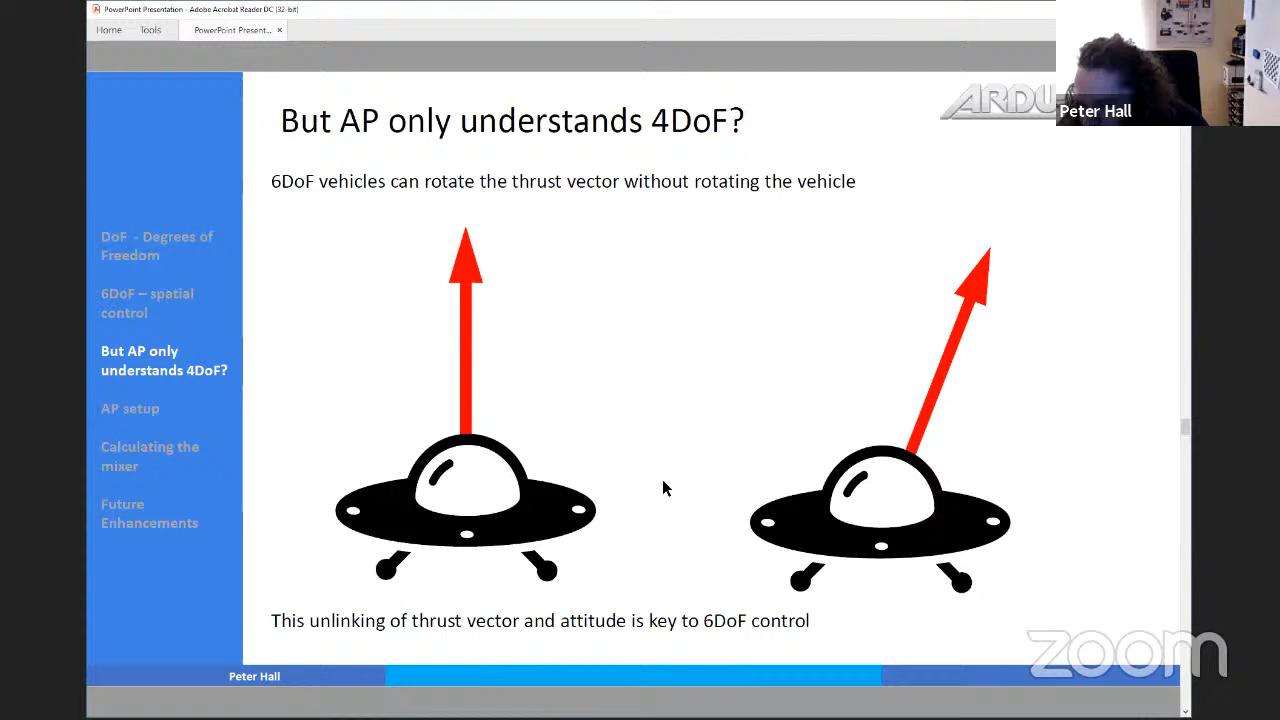 PowerPoint Presentation - Adobe Acrobat Reader DC (32-bit)
Home Tools PowerPoint Present... ×
But AP only understands 4DoF?
ARDU
Peter Hall
6DoF vehicles can rotate the thrust vector without rotating the vehicle
DoF - Degrees of
Freedom
6DoF – spatial
control
But AP only
understands 4DoF?
AP setup
Calculating the
mixer
Future
Enhancements
This unlinking of thrust vector and attitude is key to 6DoF control
zoom
Peter Hall